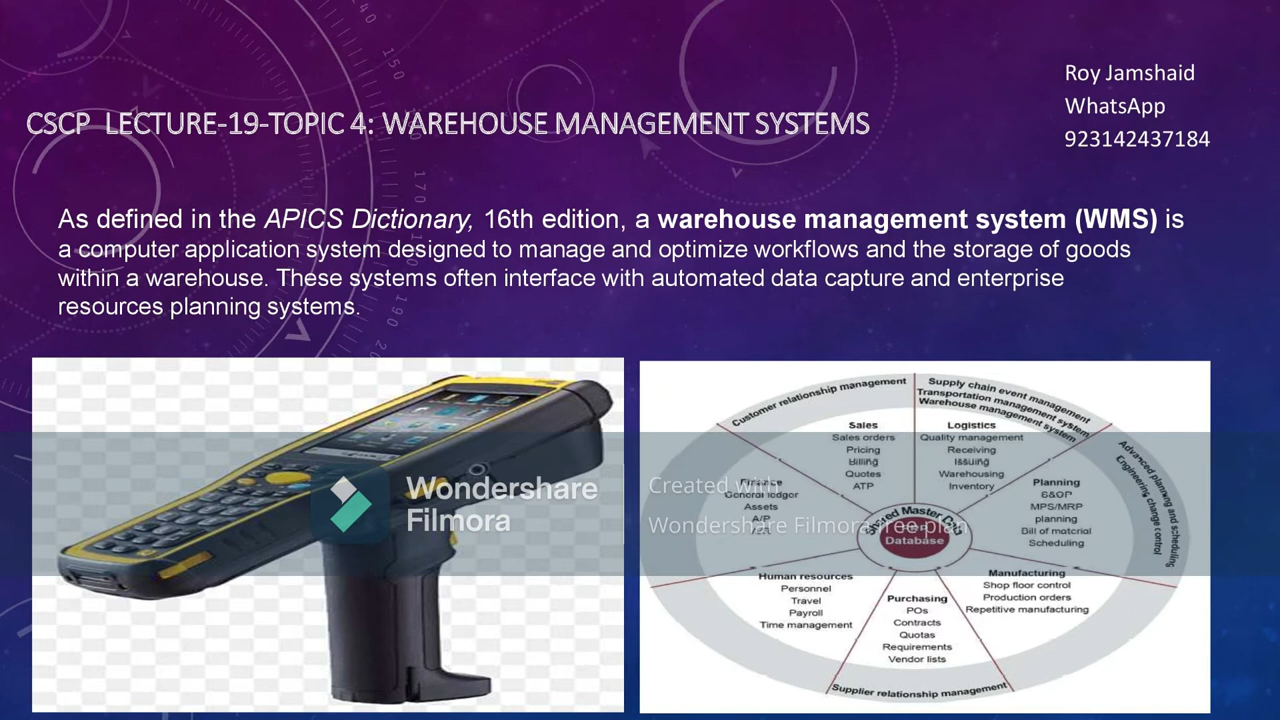 Roy Jamshaid
WhatsApp
923142437184
CSCP LECTURE-19-TOPIC 4: WAREHOUSE MANAGEMENT SYSTEMS
As defined in the APICS Dictionary, 16th edition, a warehouse management system (WMS) is
a computer application system designed to manage and optimize workflows and the storage of goods
within a warehouse. These systems often interface with automated data capture and enterprise
resources planning systems.
Wondershare
Filmora
Created with
Wondershare Filmora Free Plan
Customer relationship management
Supply chain event management
Transportation management system
Warehouse management system
Advanced planning and scheduling
Engineering change control
Sales
Sales orders
Pricing
Billing
Quotes
ATP
Logistics
Quality management
Receiving
Issuing
Warehousing
Inventory
Finance
General ledger
Assets
A/P
Planning
S&OP
MPS/MRP
planning
Bill of material
Scheduling
Shared Master Data
Database
Human resources
Personnel
Travel
Payroll
Time management
Purchasing
POs
Contracts
Quotas
Requirements
Vendor lists
Manufacturing
Shop floor control
Production orders
Repetitive manufacturing
Supplier relationship management